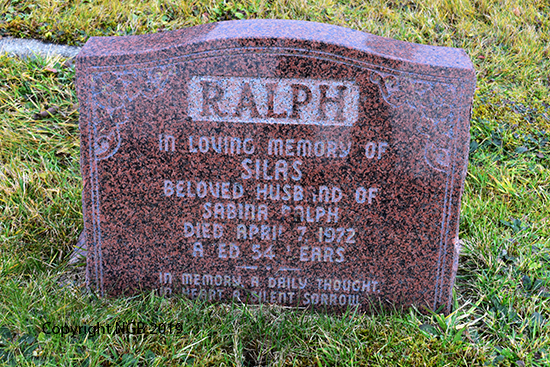 RALPH
IN LOVING MEMORY OF
SILAS
BELOVED HUSBAND OF
SABINA RALPH
DIED APRIL 7 1972
AGED 54 YEARS
IN MEMORY A DAILY THOUGHT
IN HEART A SILENT SORROW
Copyright NGB 2019